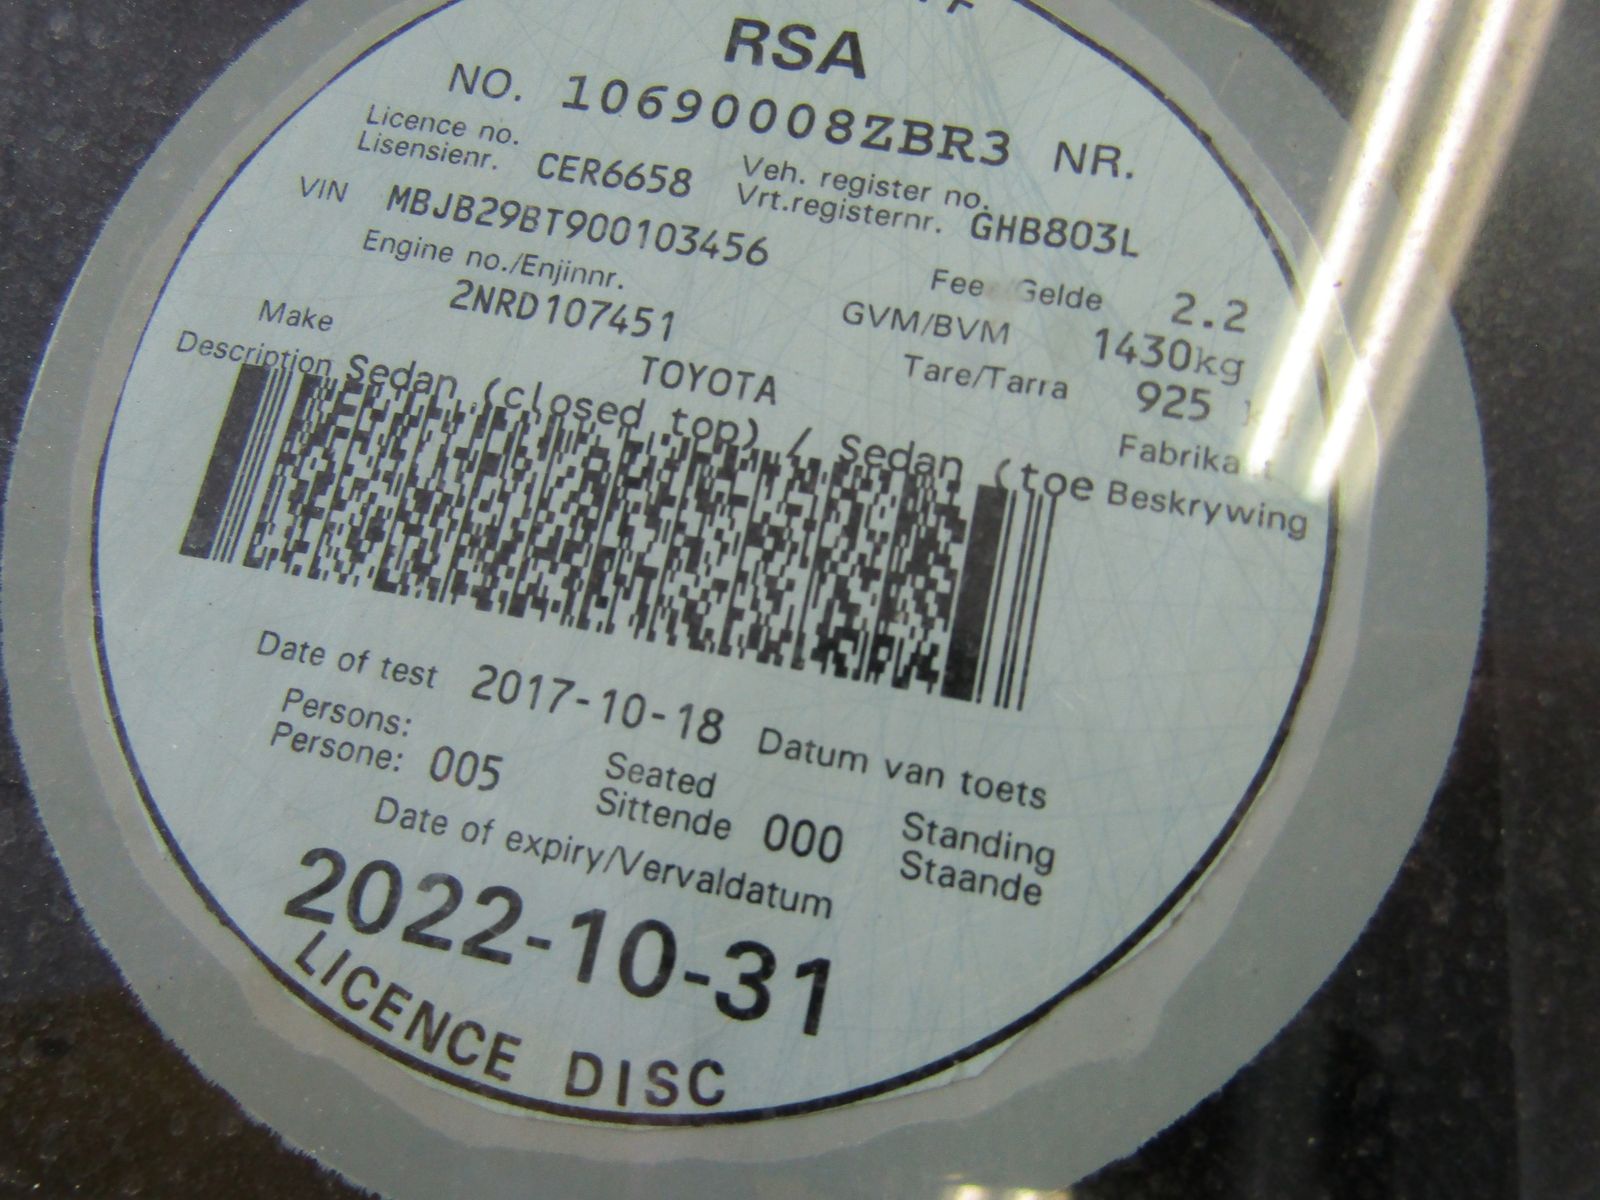 RSA
NO. 10690008ZBR3 NR.
Licence no.
Lisensienr. CER6658
Veh. register no.
Vrt.registernr. GHB803L
VIN MBJB29BT900103456
Engine no./Enjinnr.
2NRD107451
Fee Gelde 2.2
GVM/BVM 1430kg
Tare/Tarra 925
Make TOYOTA
Description Sedan (closed top) / Sedan (toe Beskrywing
Date of test 2017-10-18 Datum van toets
Persons:
Persone: 005
Seated
Sittende 000
Standing
Staande
Date of expiry/Vervaldatum
2022-10-31
LICENCE DISC